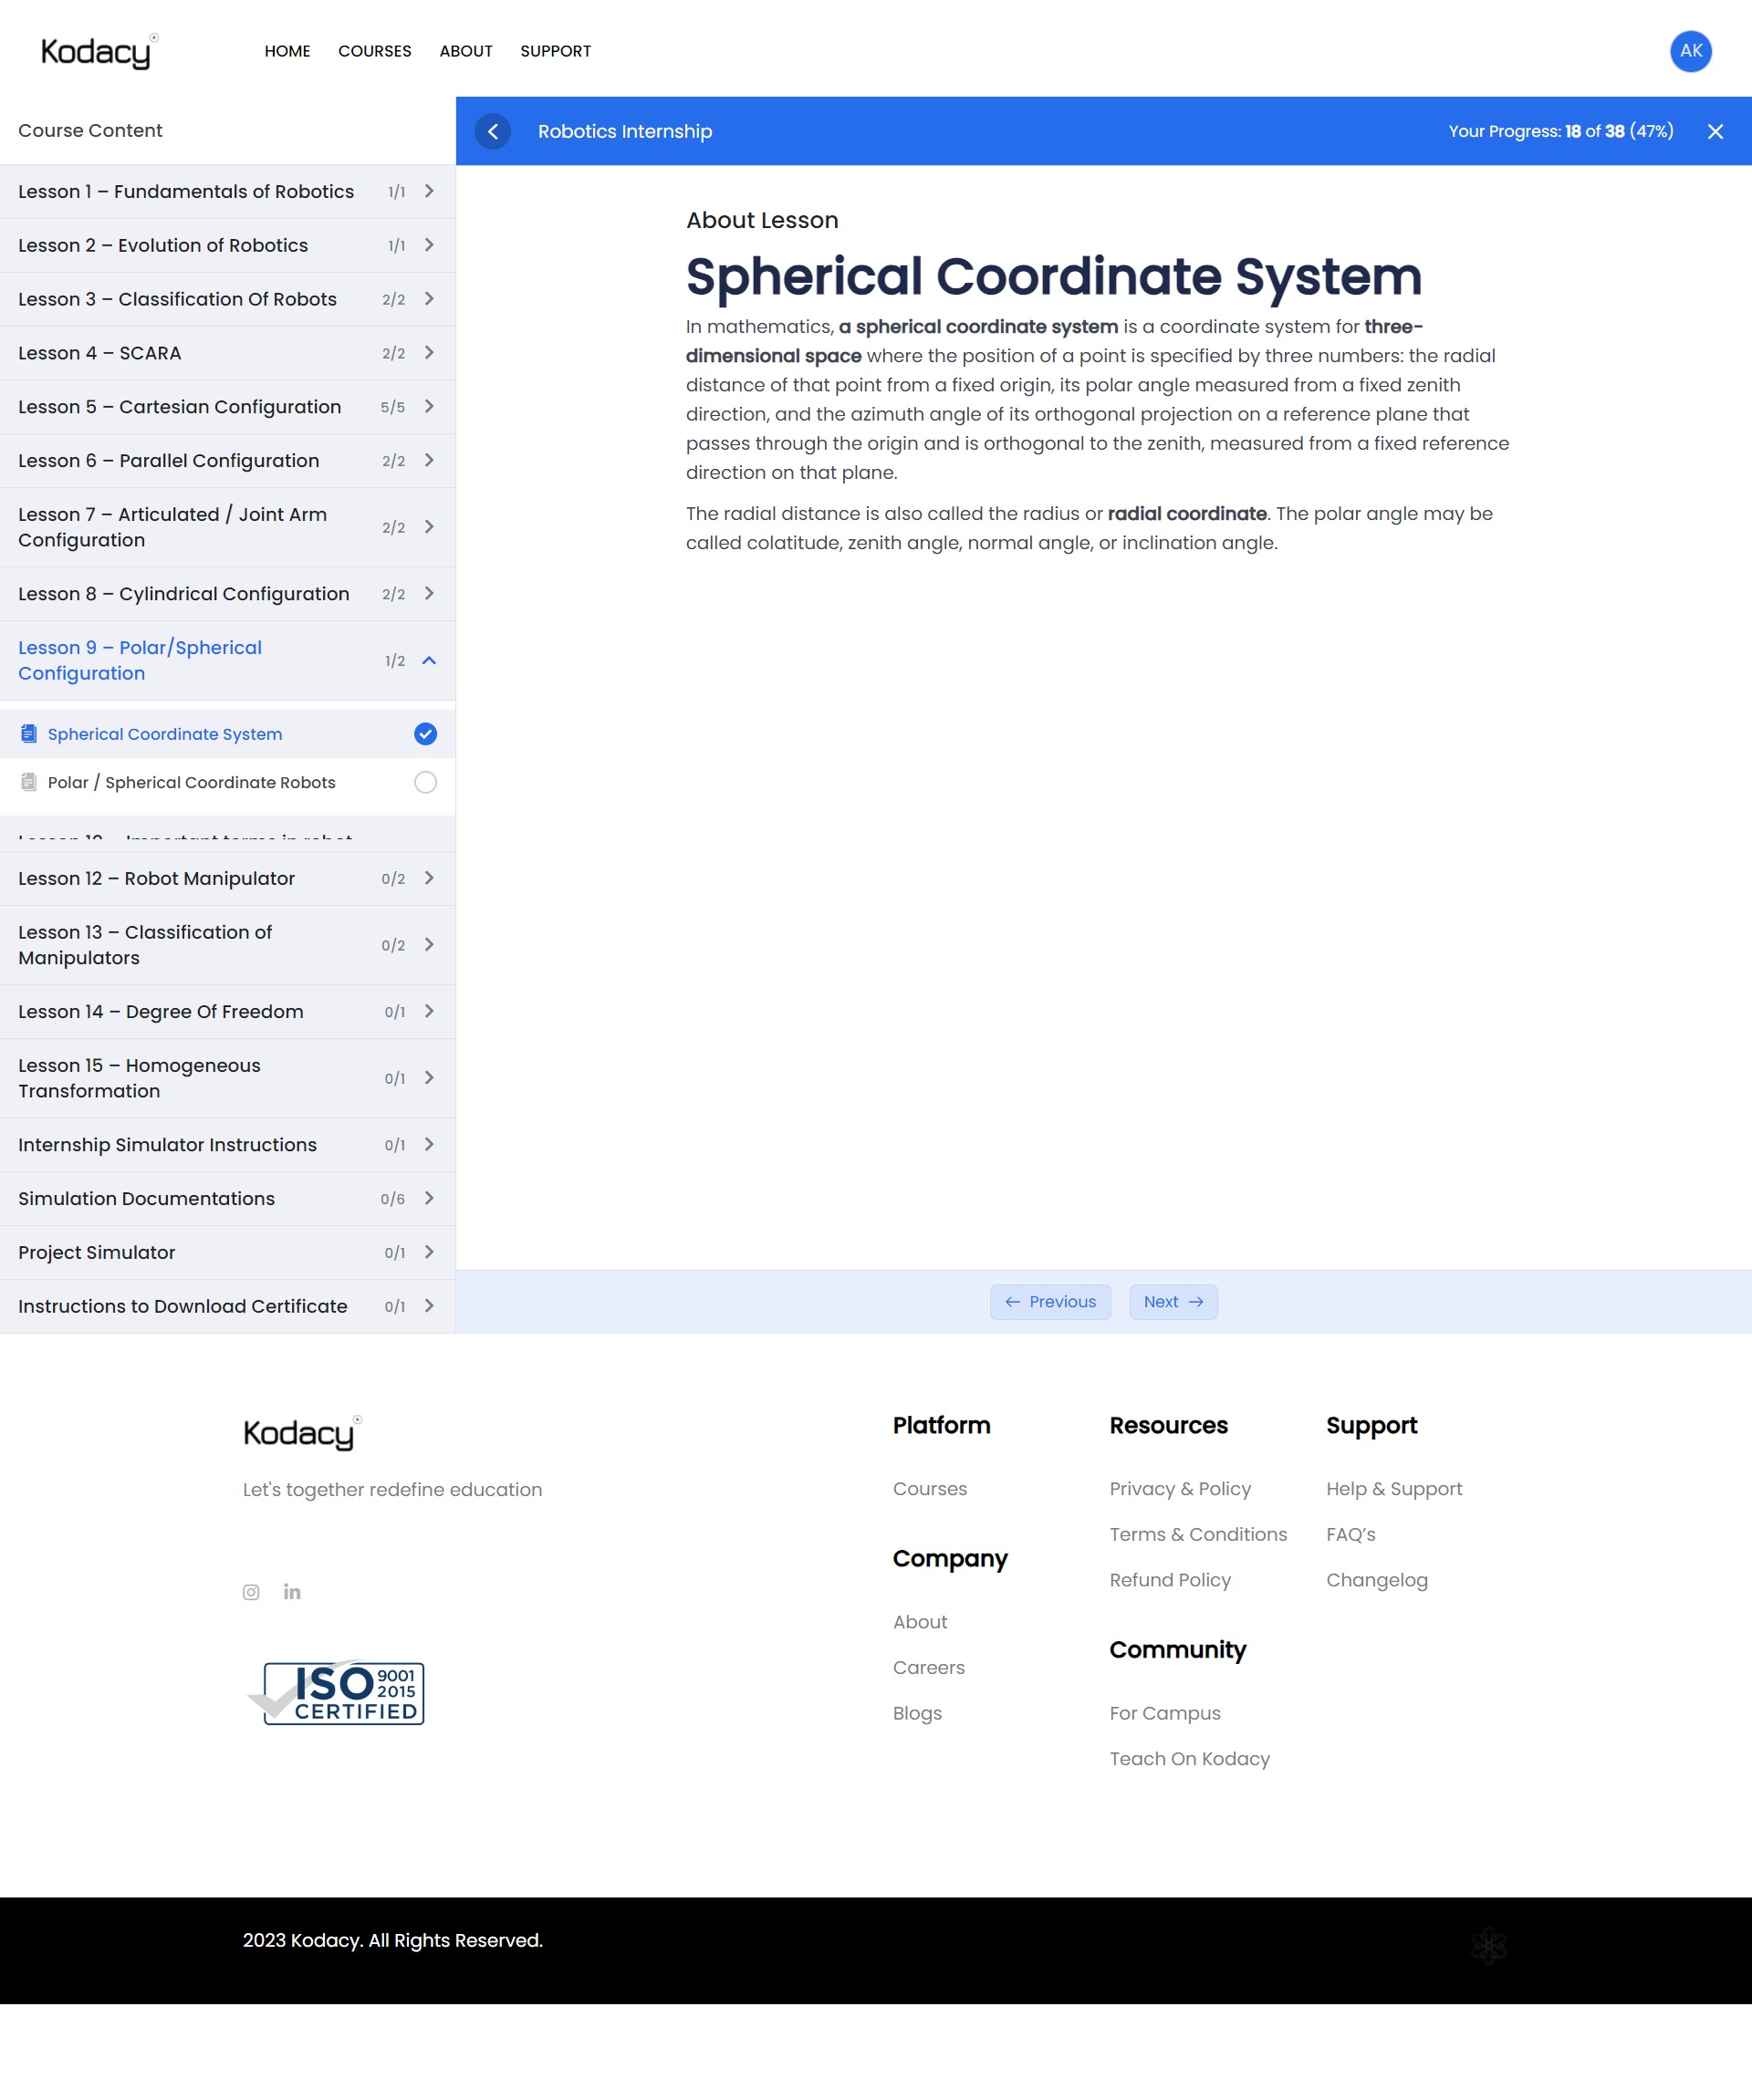 Kodacy
HOME COURSES ABOUT SUPPORT
AK
Course Content
Robotics Internship
Your Progress: 18 of 38 (47%)
Lesson 1 – Fundamentals of Robotics 1/1
Lesson 2 – Evolution of Robotics 1/1
Lesson 3 – Classification Of Robots 2/2
Lesson 4 – SCARA 2/2
Lesson 5 – Cartesian Configuration 5/5
Lesson 6 – Parallel Configuration 2/2
Lesson 7 – Articulated / Joint Arm
Configuration 2/2
Lesson 8 – Cylindrical Configuration 2/2
Lesson 9 – Polar/Spherical
Configuration 1/2
Spherical Coordinate System
Polar / Spherical Coordinate Robots
Lesson 10 – Important terms in robot
Lesson 12 – Robot Manipulator 0/2
Lesson 13 – Classification of
Manipulators 0/2
Lesson 14 – Degree Of Freedom 0/1
Lesson 15 – Homogeneous
Transformation 0/1
Internship Simulator Instructions 0/1
Simulation Documentations 0/6
Project Simulator 0/1
Instructions to Download Certificate 0/1
About Lesson
Spherical Coordinate System
In mathematics, a spherical coordinate system is a coordinate system for three-
dimensional space where the position of a point is specified by three numbers: the radial
distance of that point from a fixed origin, its polar angle measured from a fixed zenith
direction, and the azimuth angle of its orthogonal projection on a reference plane that
passes through the origin and is orthogonal to the zenith, measured from a fixed reference
direction on that plane.
The radial distance is also called the radius or radial coordinate. The polar angle may be
called colatitude, zenith angle, normal angle, or inclination angle.
← Previous Next →
Kodacy
Let's together redefine education
ISO 9001
2015
CERTIFIED
Platform
Courses
Company
About
Careers
Blogs
Resources
Privacy & Policy
Terms & Conditions
Refund Policy
Community
For Campus
Teach On Kodacy
Support
Help & Support
FAQ’s
Changelog
2023 Kodacy. All Rights Reserved.